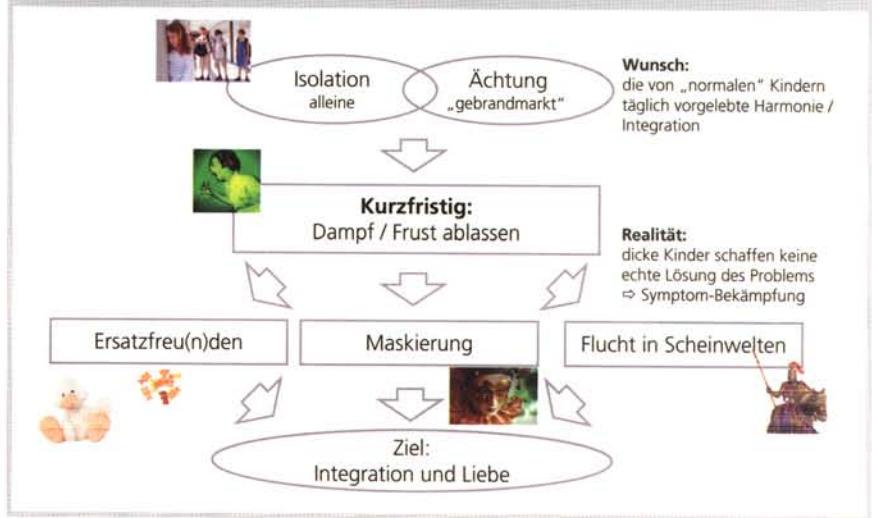 Isolation
alleine
Ächtung
„gebrandmarkt“
Wunsch:
die von „normalen“ Kindern
täglich vorgelebte Harmonie /
Integration
Kurzfristig:
Dampf / Frust ablassen
Realität:
dicke Kinder schaffen keine
echte Lösung des Problems
⇨ Symptom-Bekämpfung
Ersatzfreu(n)den
Maskierung
Flucht in Scheinwelten
Ziel:
Integration und Liebe